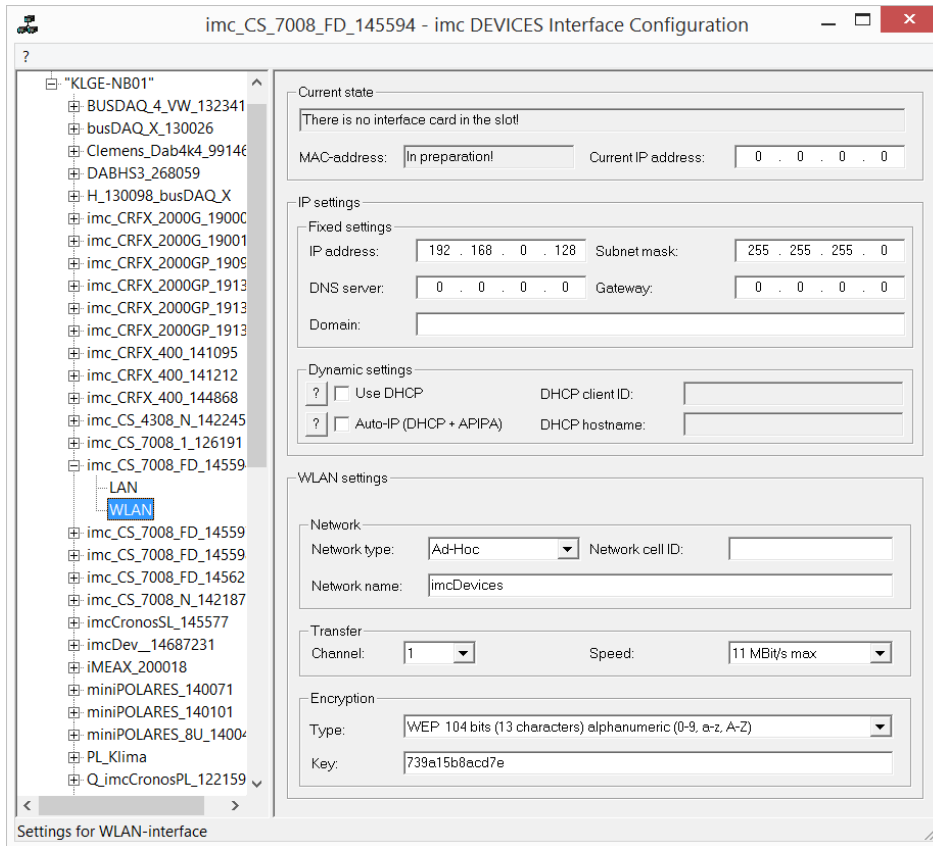 imc_CS_7008_FD_145594 - imc DEVICES Interface Configuration
?
"KLGE-NB01"
BUSDAQ_4_VW_132341
busDAQ_X_130026
Clemens_Dab4k4_99146
DABHS3_268059
H_130098_busDAQ_X
imc_CRFX_2000G_19000
imc_CRFX_2000G_19001
imc_CRFX_2000GP_1909
imc_CRFX_2000GP_1913
imc_CRFX_2000GP_1913
imc_CRFX_2000GP_1913
imc_CRFX_400_141095
imc_CRFX_400_141212
imc_CRFX_400_144868
imc_CS_4308_N_142245
imc_CS_7008_1_126191
imc_CS_7008_FD_14559
LAN
WLAN
imc_CS_7008_FD_14559
imc_CS_7008_FD_14559
imc_CS_7008_FD_14562
imc_CS_7008_N_142187
imcCronosSL_145577
imcDev__14687231
iMEAX_200018
miniPOLARES_140071
miniPOLARES_140101
miniPOLARES_8U_14004
PL_Klima
Q_imcCronosPL_122159
Current state
There is no interface card in the slot!
MAC-address: In preparation! Current IP address: 0 . 0 . 0 . 0
IP settings
Fixed settings
IP address: 192 . 168 . 0 . 128 Subnet mask: 255 . 255 . 255 . 0
DNS server: 0 . 0 . 0 . 0 Gateway: 0 . 0 . 0 . 0
Domain:
Dynamic settings
? Use DHCP DHCP client ID:
? Auto-IP (DHCP + APIPA) DHCP hostname:
WLAN settings
Network
Network type: Ad-Hoc Network cell ID:
Network name: imcDevices
Transfer
Channel: 1 Speed: 11 MBit/s max
Encryption
Type: WEP 104 bits (13 characters) alphanumeric (0-9, a-z, A-Z)
Key: 739a15b8acd7e
Settings for WLAN-interface